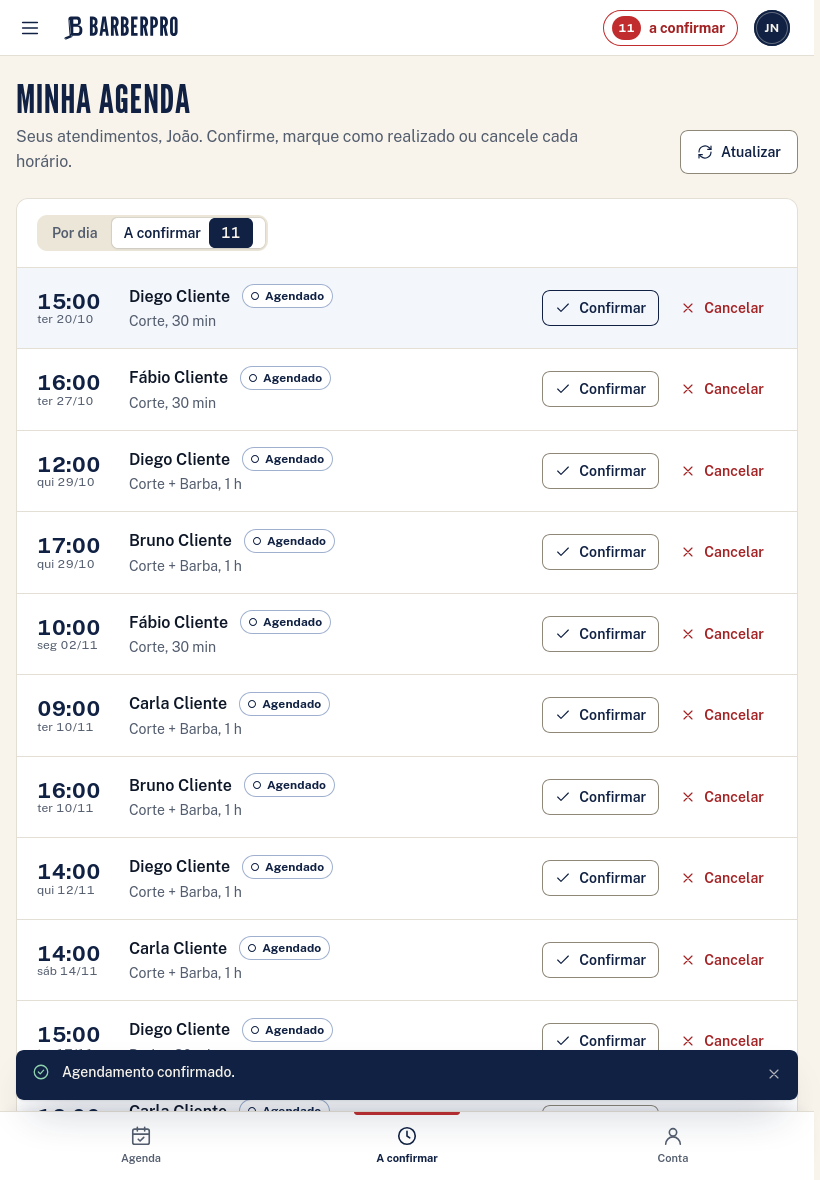 BARBERPRO
11 a confirmar
JN
MINHA AGENDA
Seus atendimentos, João. Confirme, marque como realizado ou cancele cada
horário.
Atualizar
Por dia
A confirmar 11
15:00
ter 20/10
Diego Cliente
Agendado
Corte, 30 min
Confirmar
Cancelar
16:00
ter 27/10
Fábio Cliente
Agendado
Corte, 30 min
Confirmar
Cancelar
12:00
qui 29/10
Diego Cliente
Agendado
Corte + Barba, 1 h
Confirmar
Cancelar
17:00
qui 29/10
Bruno Cliente
Agendado
Corte + Barba, 1 h
Confirmar
Cancelar
10:00
seg 02/11
Fábio Cliente
Agendado
Corte, 30 min
Confirmar
Cancelar
09:00
ter 10/11
Carla Cliente
Agendado
Corte + Barba, 1 h
Confirmar
Cancelar
16:00
ter 10/11
Bruno Cliente
Agendado
Corte + Barba, 1 h
Confirmar
Cancelar
14:00
qui 12/11
Diego Cliente
Agendado
Corte + Barba, 1 h
Confirmar
Cancelar
14:00
sáb 14/11
Carla Cliente
Agendado
Corte + Barba, 1 h
Confirmar
Cancelar
15:00
Diego Cliente
Agendado
Confirmar
Cancelar
Agendamento confirmado.
Carla Cliente
Agendado
Agenda
A confirmar
Conta